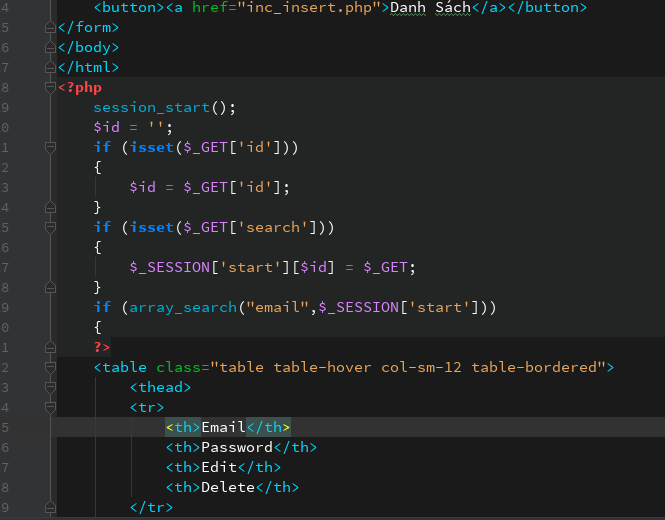 4 <button><a href="inc_insert.php">Danh Sách</a></button>
5 </form>
6 </body>
7 </html>
8 <?php
9 session_start();
0 $id = '';
1 if (isset($_GET['id']))
2 {
3 $id = $_GET['id'];
4 }
5 if (isset($_GET['search']))
6 {
7 $_SESSION['start'][$id] = $_GET;
8 }
9 if (array_search("email",$_SESSION['start']))
0 {
1 ?>
2 <table class="table table-hover col-sm-12 table-bordered">
3 <thead>
4 <tr>
5 <th>Email</th>
6 <th>Password</th>
7 <th>Edit</th>
8 <th>Delete</th>
9 </tr>